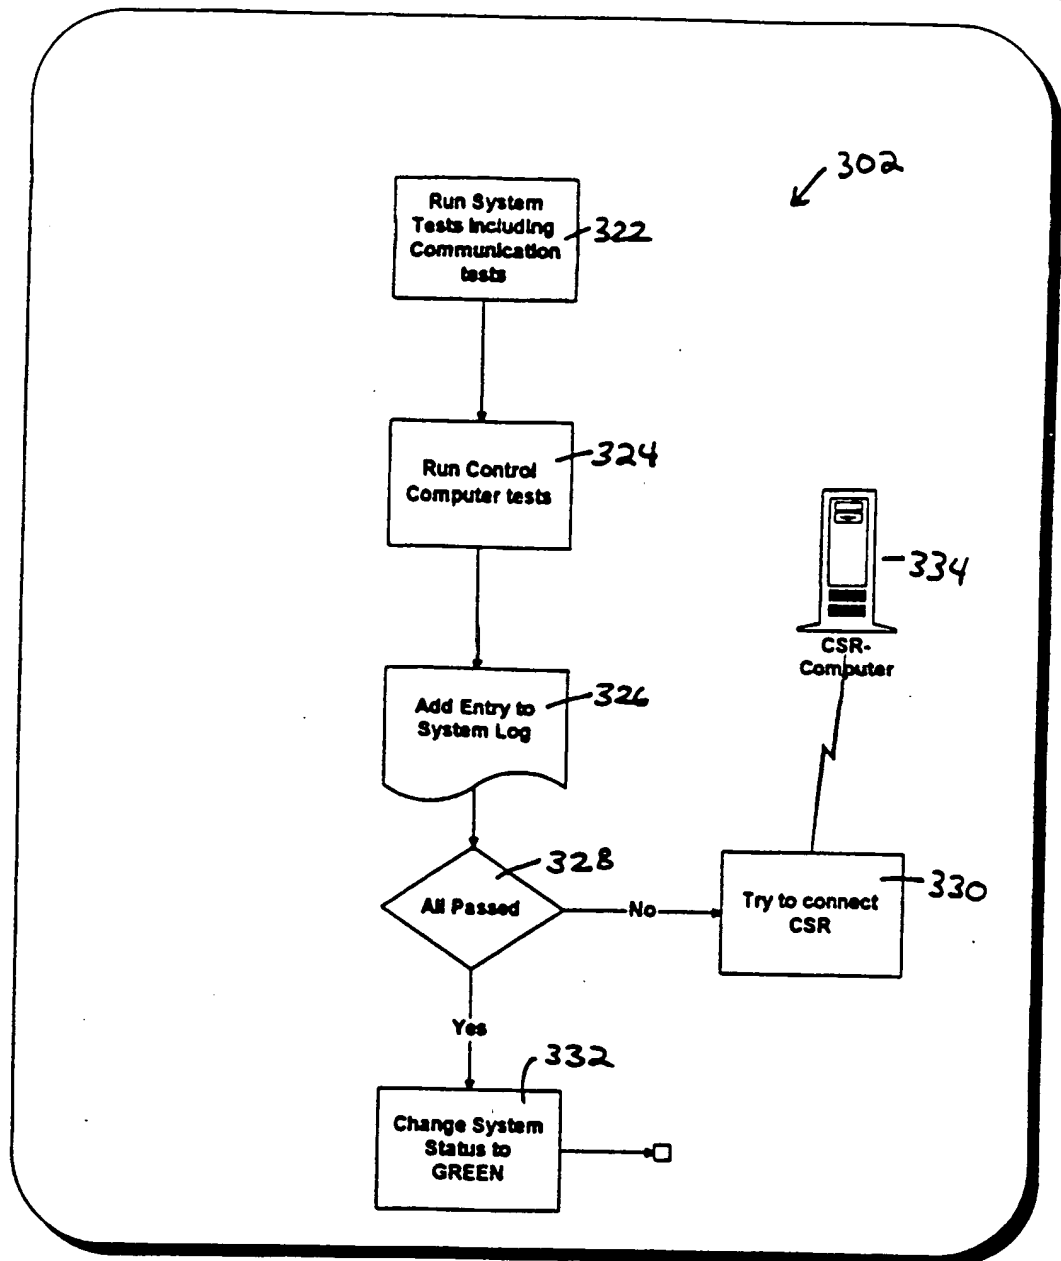 302
Run System
Tests Including
Communication
tests
322
Run Control
Computer tests
324
334
CSR-
Computer
Add Entry to
System Log
326
All Passed
328
No
Try to connect
CSR
330
Yes
332
Change System
Status to
GREEN